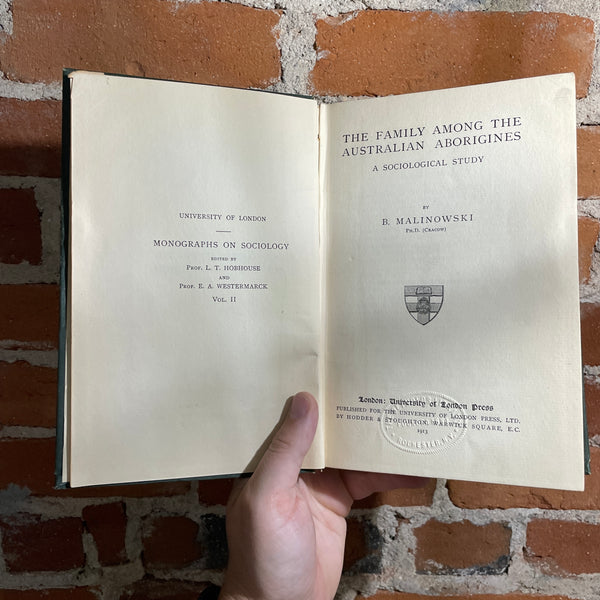 UNIVERSITY OF LONDON
MONOGRAPHS ON SOCIOLOGY
EDITED BY
PROF. L. T. HOBHOUSE
AND
PROF. E. A. WESTERMARCK
VOL. II
THE FAMILY AMONG THE
AUSTRALIAN ABORIGINES
A SOCIOLOGICAL STUDY
BY
B. MALINOWSKI
PH.D. (CRACOW)
London: University of London Press
PUBLISHED FOR THE UNIVERSITY OF LONDON PRESS, LTD.
BY HODDER & STOUGHTON, WARWICK SQUARE, E.C.
1913
ROCHESTER, N.Y.